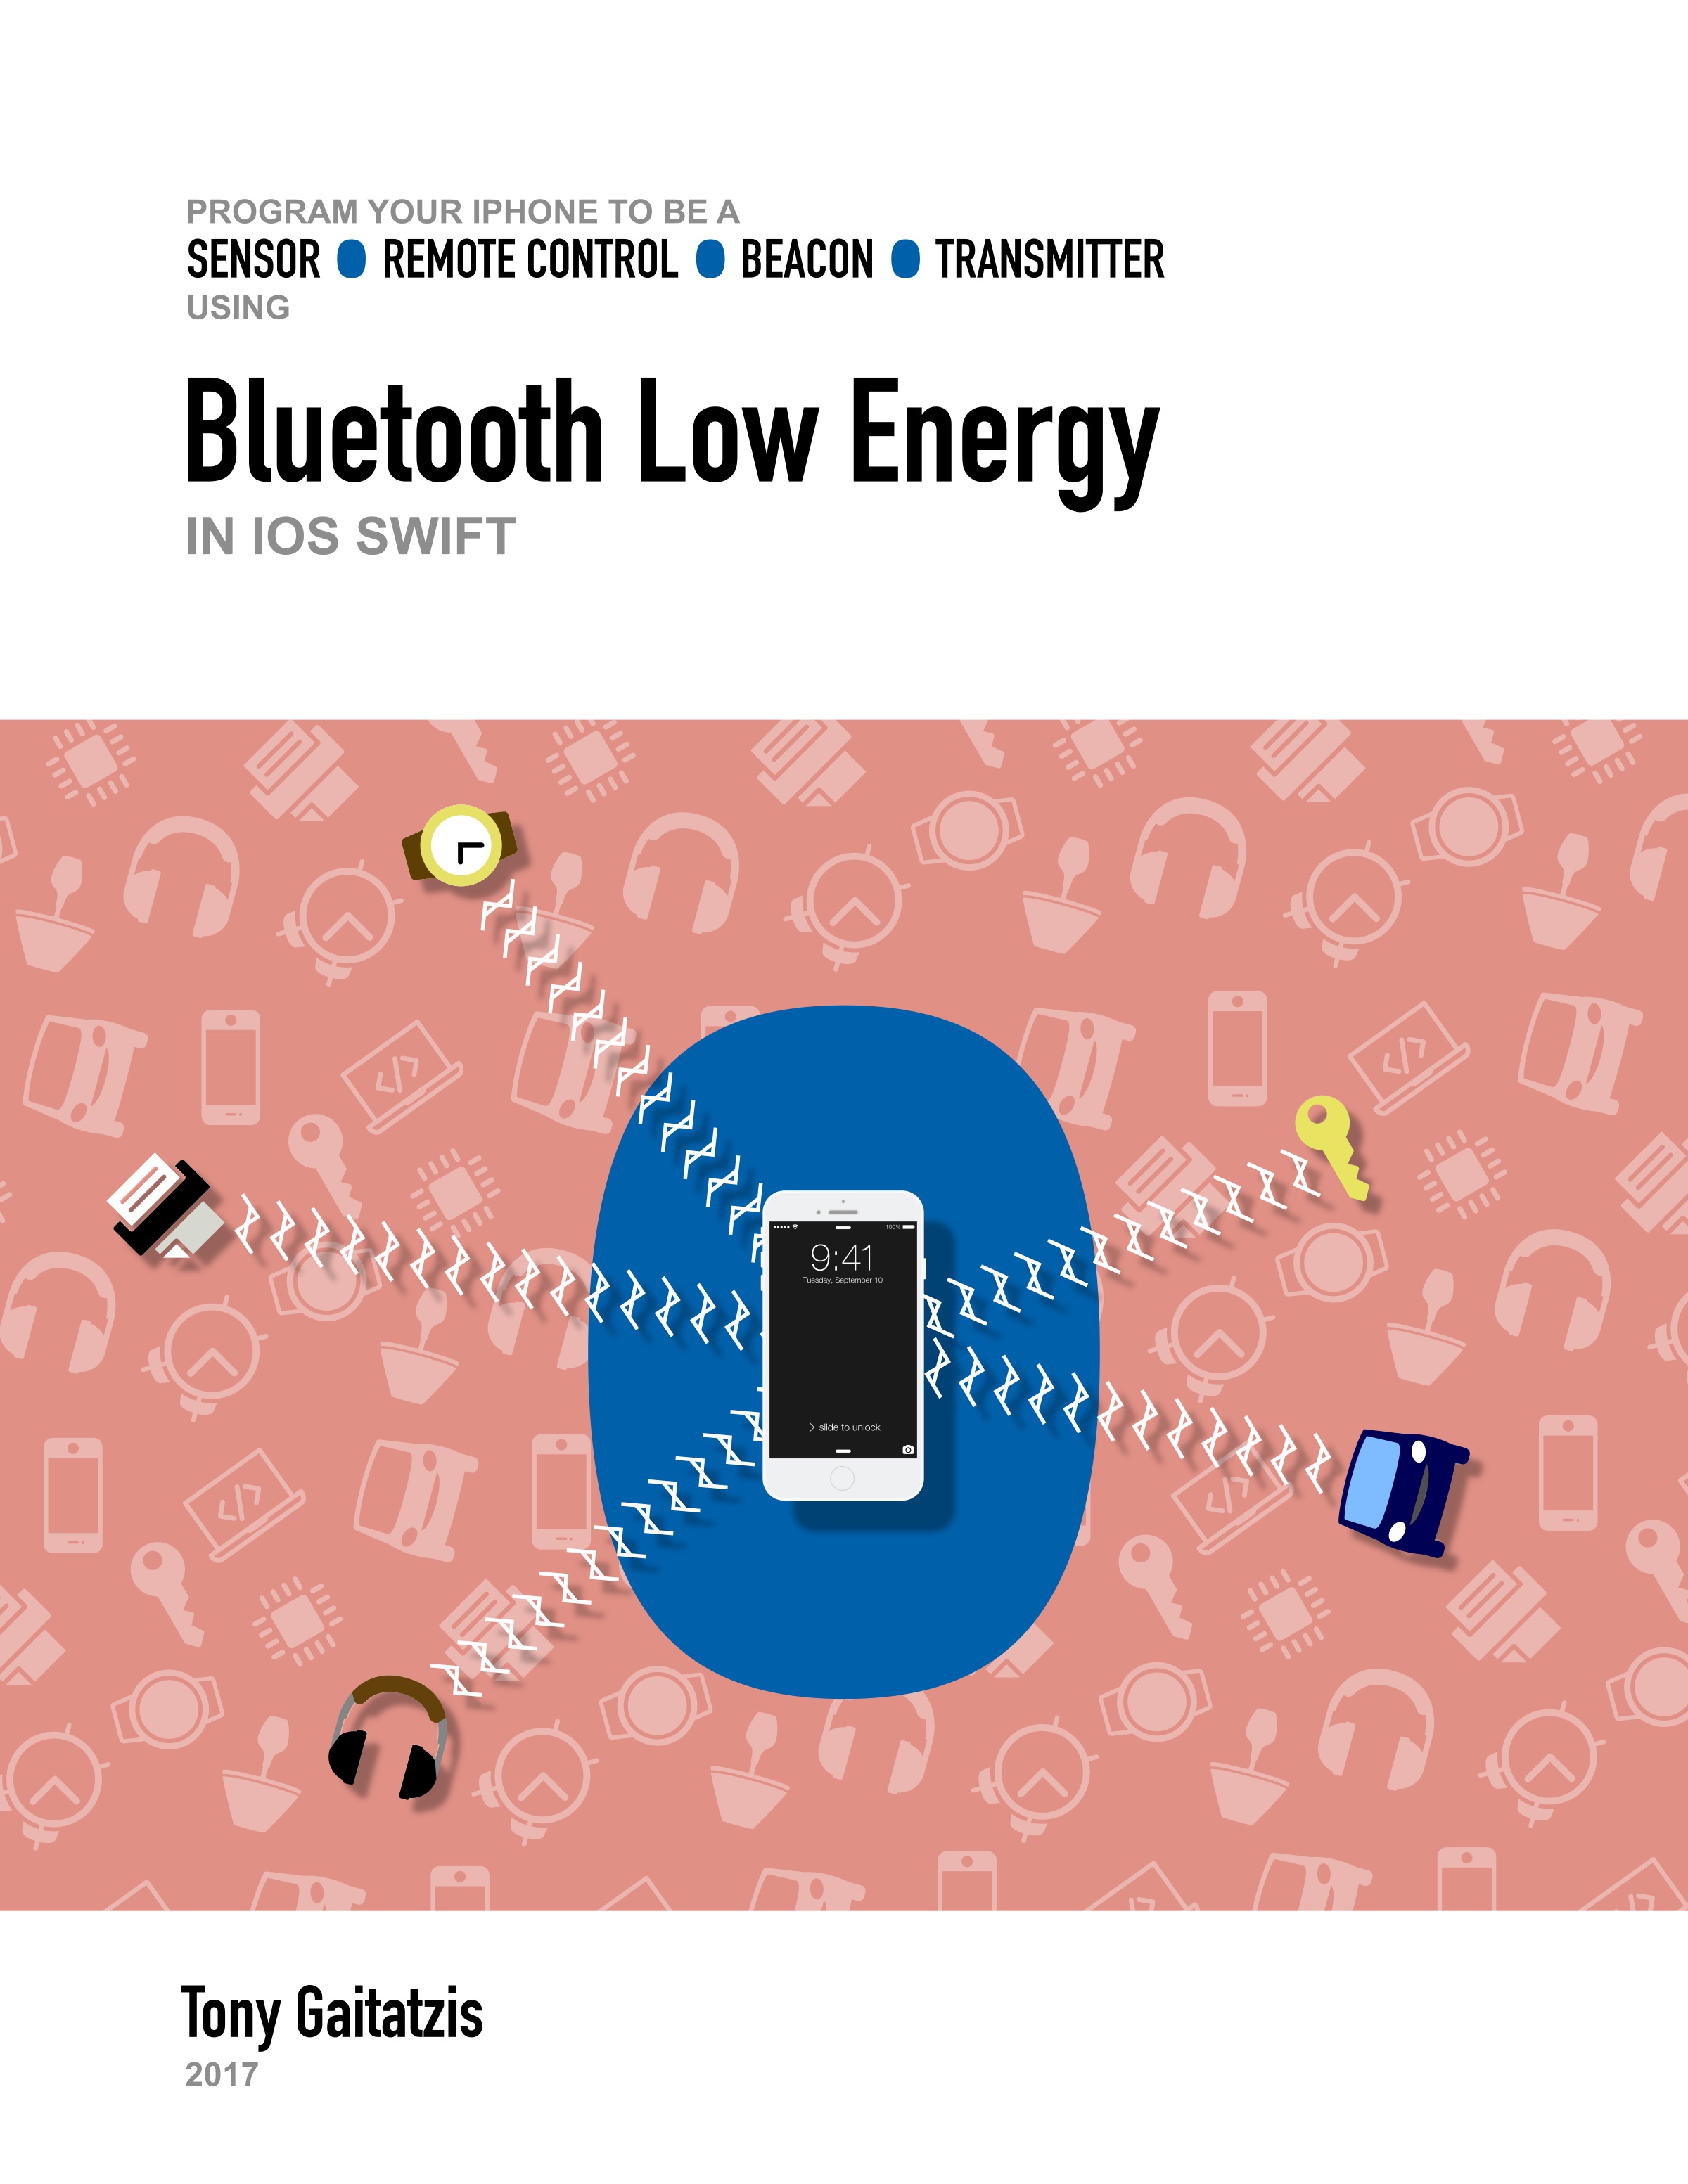 PROGRAM YOUR IPHONE TO BE A
SENSOR REMOTE CONTROL BEACON TRANSMITTER
USING
Bluetooth Low Energy
IN IOS SWIFT
100%
9:41
Tuesday, September 10
> slide to unlock
Tony Gaitatzis
2017